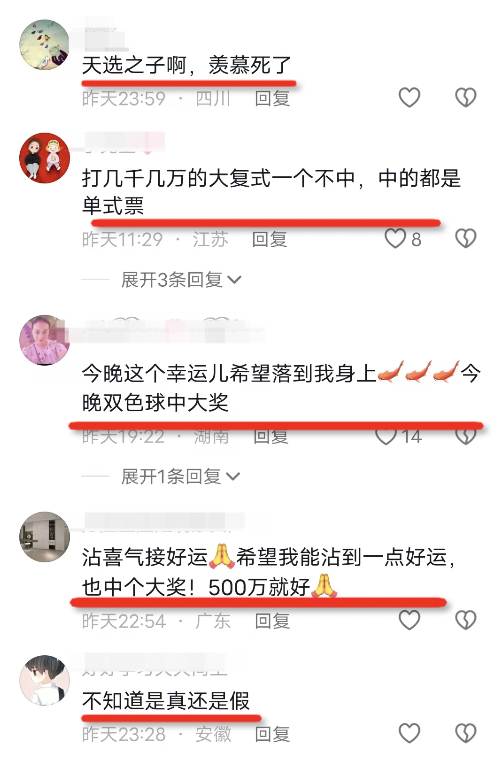 天选之子啊，羡慕死了
昨天23:59 · 四川 回复
打几千几万的大复式一个不中，中的都是
单式票
昨天11:29 · 江苏 回复 8
展开3条回复
今晚这个幸运儿希望落到我身上今
晚双色球中大奖
昨天19:22 · 湖南 回复 14
展开1条回复
沾喜气接好运🙏希望我能沾到一点好运，
也中个大奖！500万就好🙏
昨天22:54 · 广东 回复
不知道是真还是假
昨天23:28 · 安徽 回复